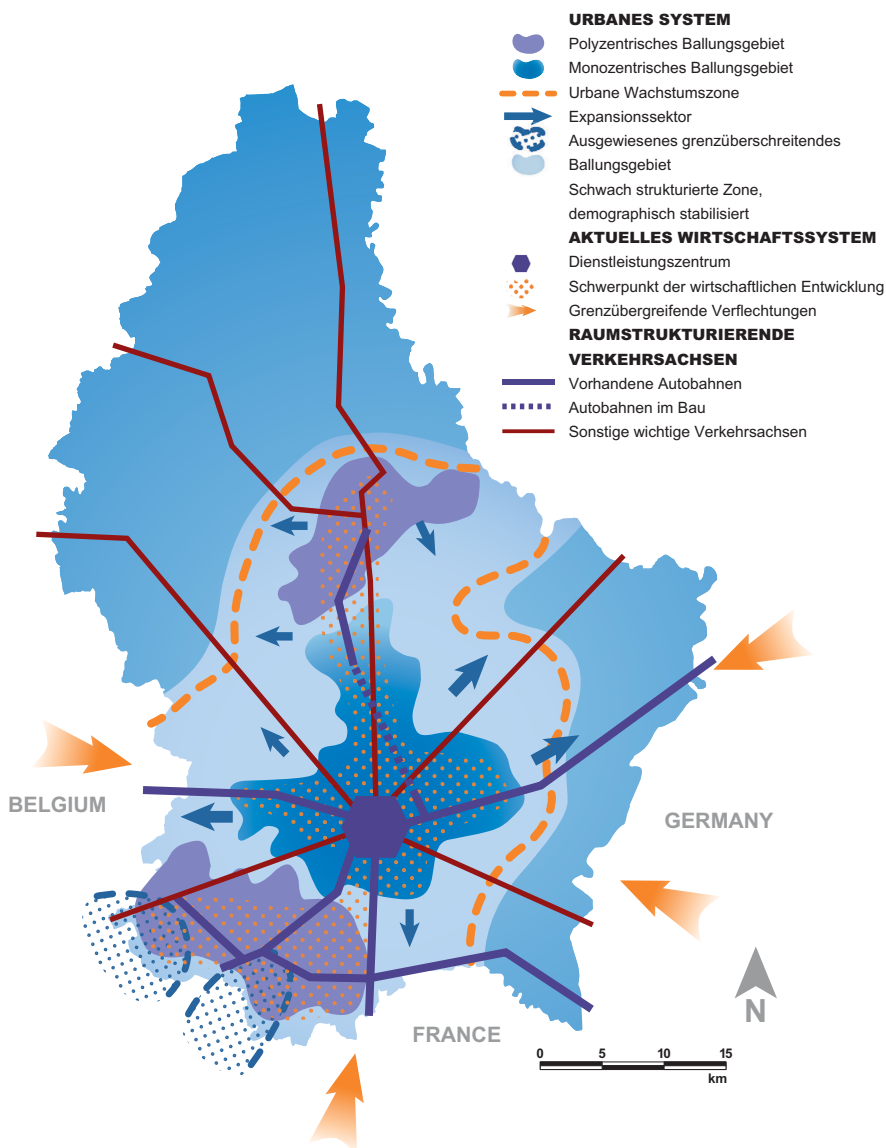 URBANES SYSTEM
Polyzentrisches Ballungsgebiet
Monozentrisches Ballungsgebiet
Urbane Wachstumszone
Expansionssektor
Ausgewiesenes grenzüberschreitendes
Ballungsgebiet
Schwach strukturierte Zone,
demographisch stabilisiert
AKTUELLES WIRTSCHAFTSSYSTEM
Dienstleistungszentrum
Schwerpunkt der wirtschaftlichen Entwicklung
Grenzübergreifende Verflechtungen
RAUMSTRUKTURIERENDE
VERKEHRSACHSEN
Vorhandene Autobahnen
Autobahnen im Bau
Sonstige wichtige Verkehrsachsen
BELGIUM
GERMANY
FRANCE
N
0 5 10 15
km